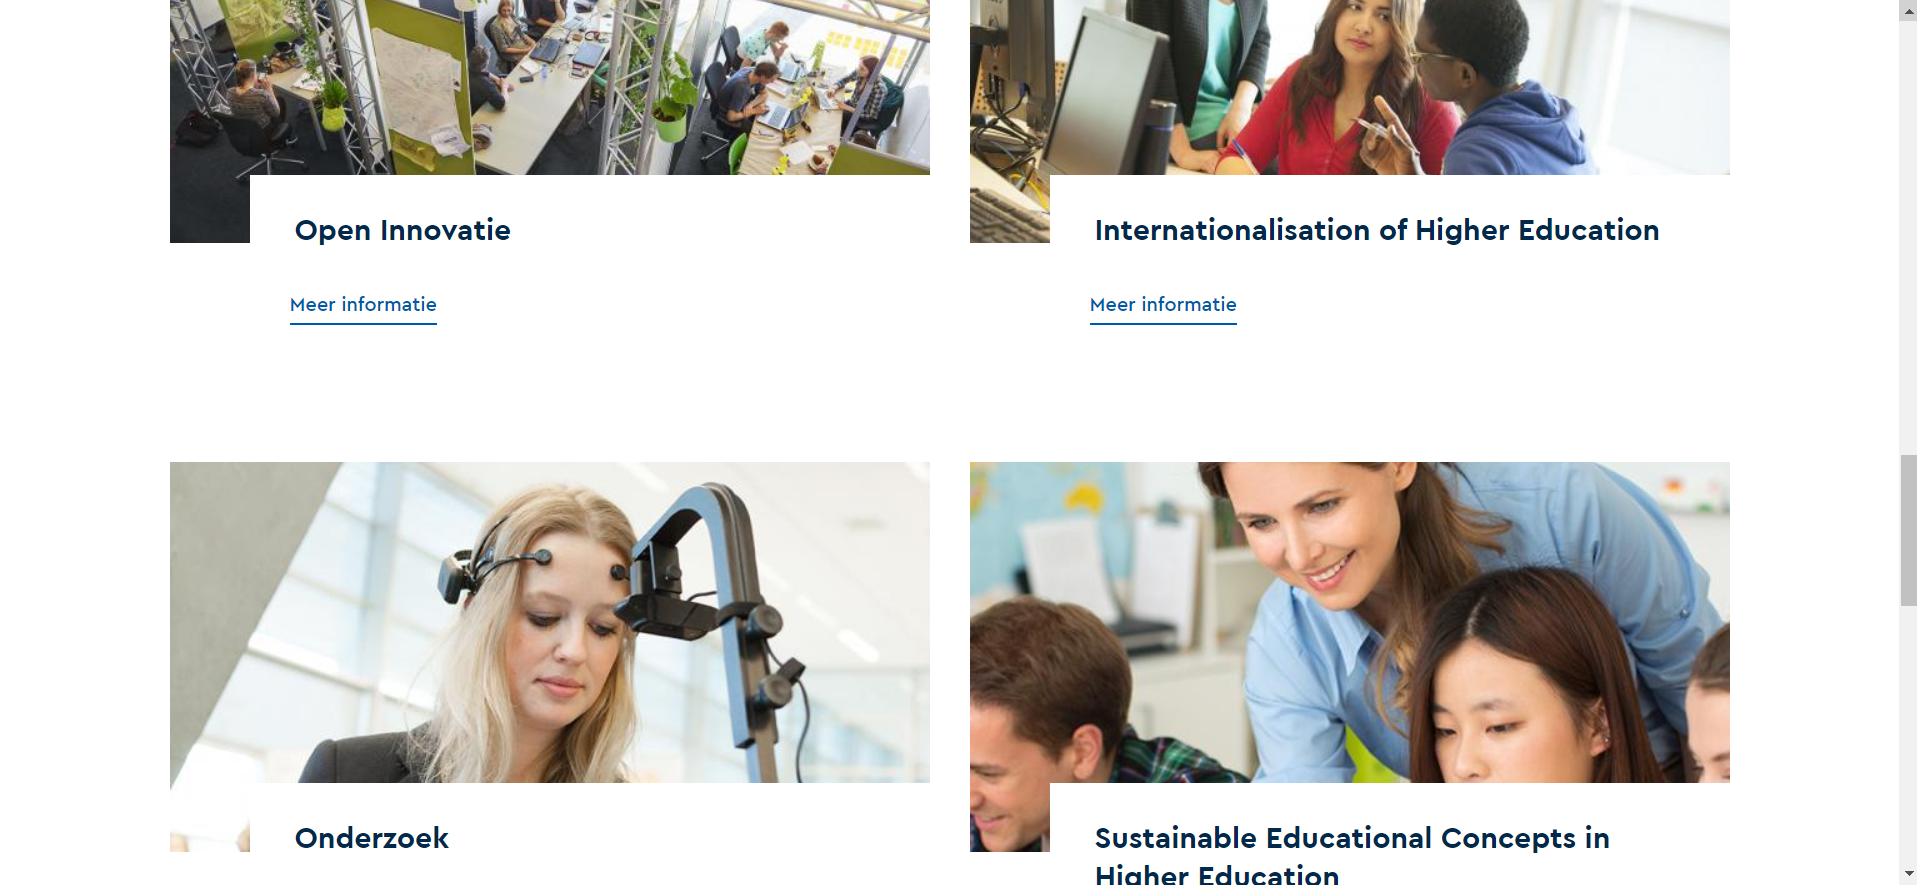 Open Innovatie
Internationalisation of Higher Education
Meer informatie
Meer informatie
Onderzoek
Sustainable Educational Concepts in
Higher Education